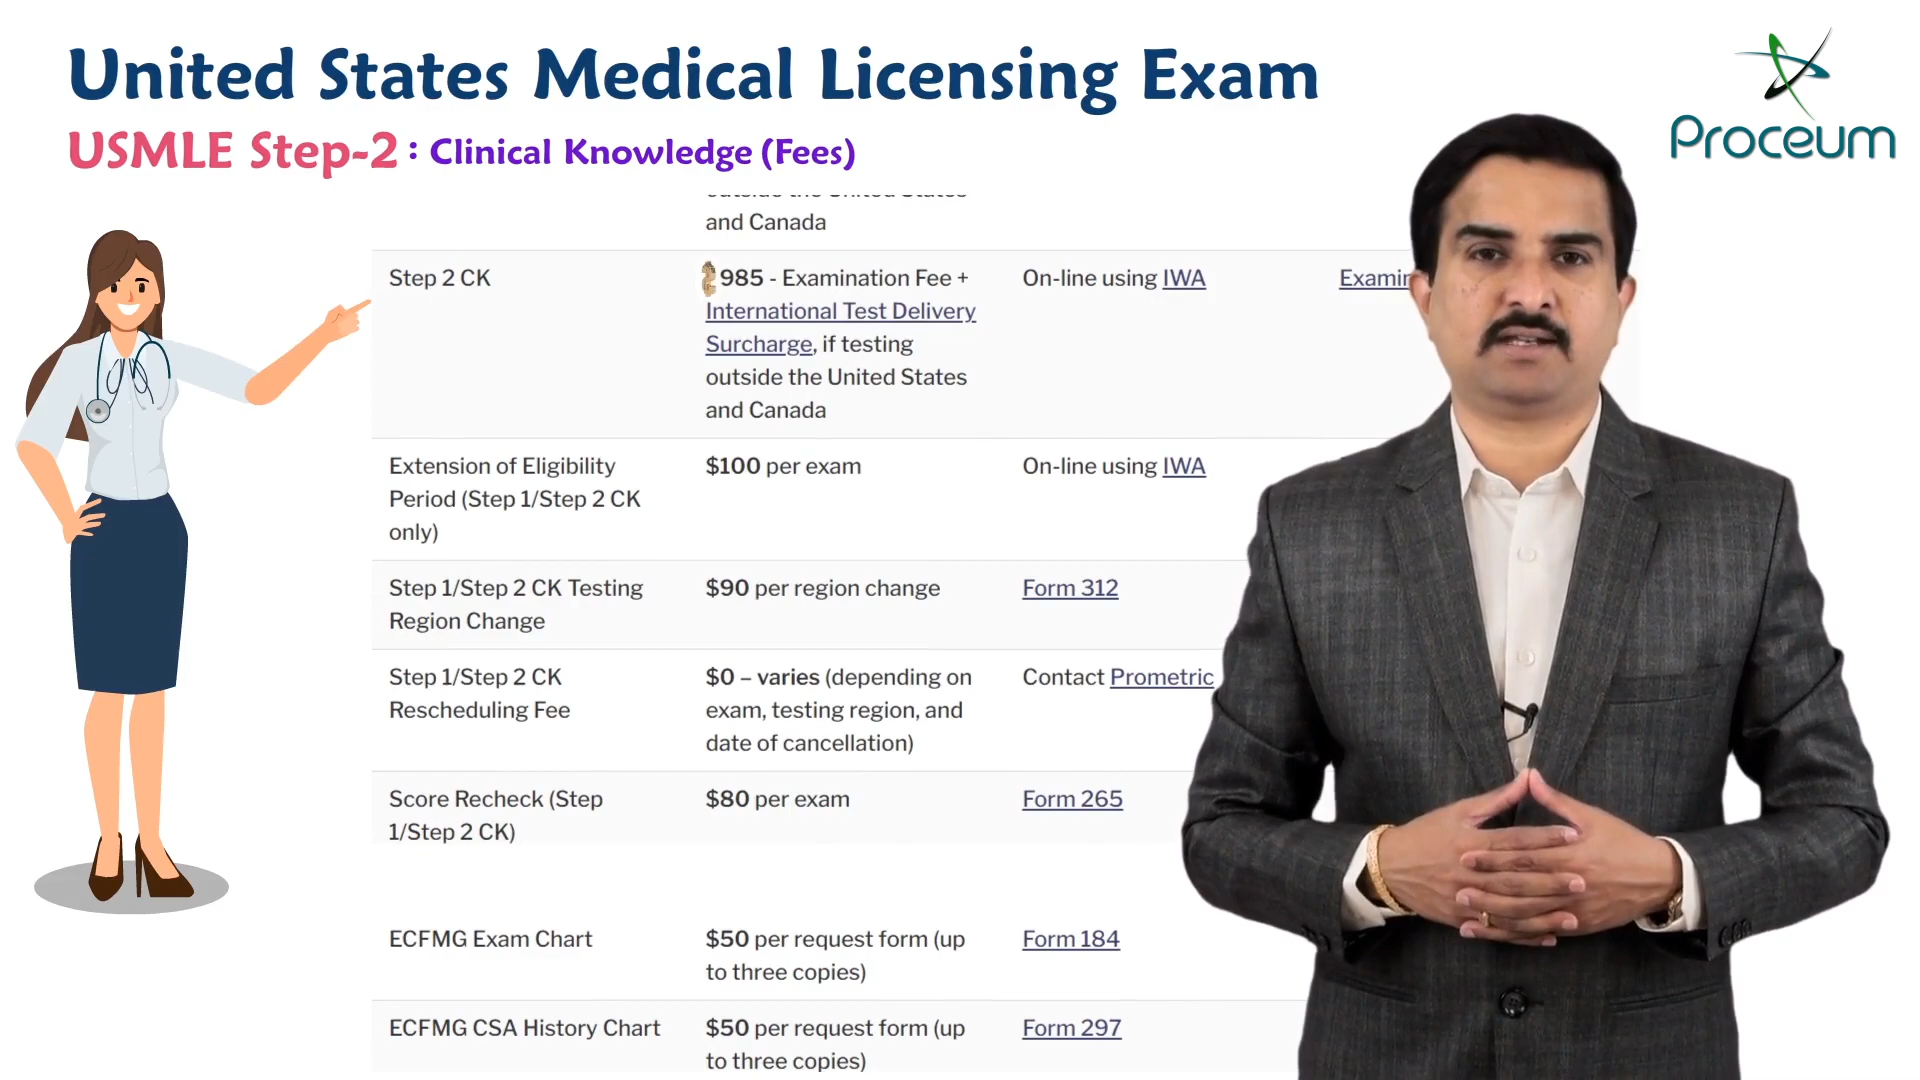 United States Medical Licensing Exam
USMLE Step-2 : Clinical Knowledge (Fees)
Proceum
outside the United States
and Canada
Step 2 CK
985 - Examination Fee +
International Test Delivery
Surcharge, if testing
outside the United States
and Canada
On-line using IWA
Extension of Eligibility
Period (Step 1/Step 2 CK
only)
$100 per exam
On-line using IWA
Step 1/Step 2 CK Testing
Region Change
$90 per region change
Form 312
Step 1/Step 2 CK
Rescheduling Fee
$0 – varies (depending on
exam, testing region, and
date of cancellation)
Contact Prometric
Score Recheck (Step
1/Step 2 CK)
$80 per exam
Form 265
ECFMG Exam Chart
$50 per request form (up
to three copies)
Form 184
ECFMG CSA History Chart
$50 per request form (up
to three copies)
Form 297